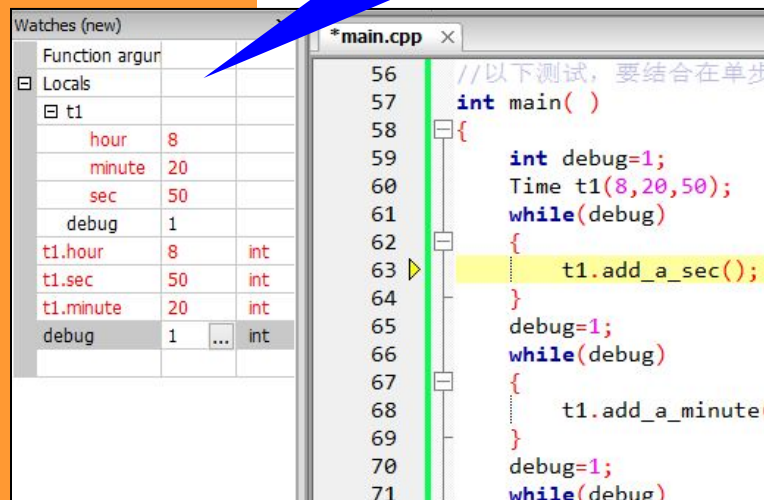 Watches (new)
Function argur
Locals
t1
hour 8
minute 20
sec 50
debug 1
t1.hour 8 int
t1.sec 50 int
t1.minute 20 int
debug 1 ... int
*main.cpp ×
56 //以下测试，要结合在单步
57 int main( )
58 {
59 int debug=1;
60 Time t1(8,20,50);
61 while(debug)
62 {
63 t1.add_a_sec();
64 }
65 debug=1;
66 while(debug)
67 {
68 t1.add_a_minute(
69 }
70 debug=1;
71 while(debug)